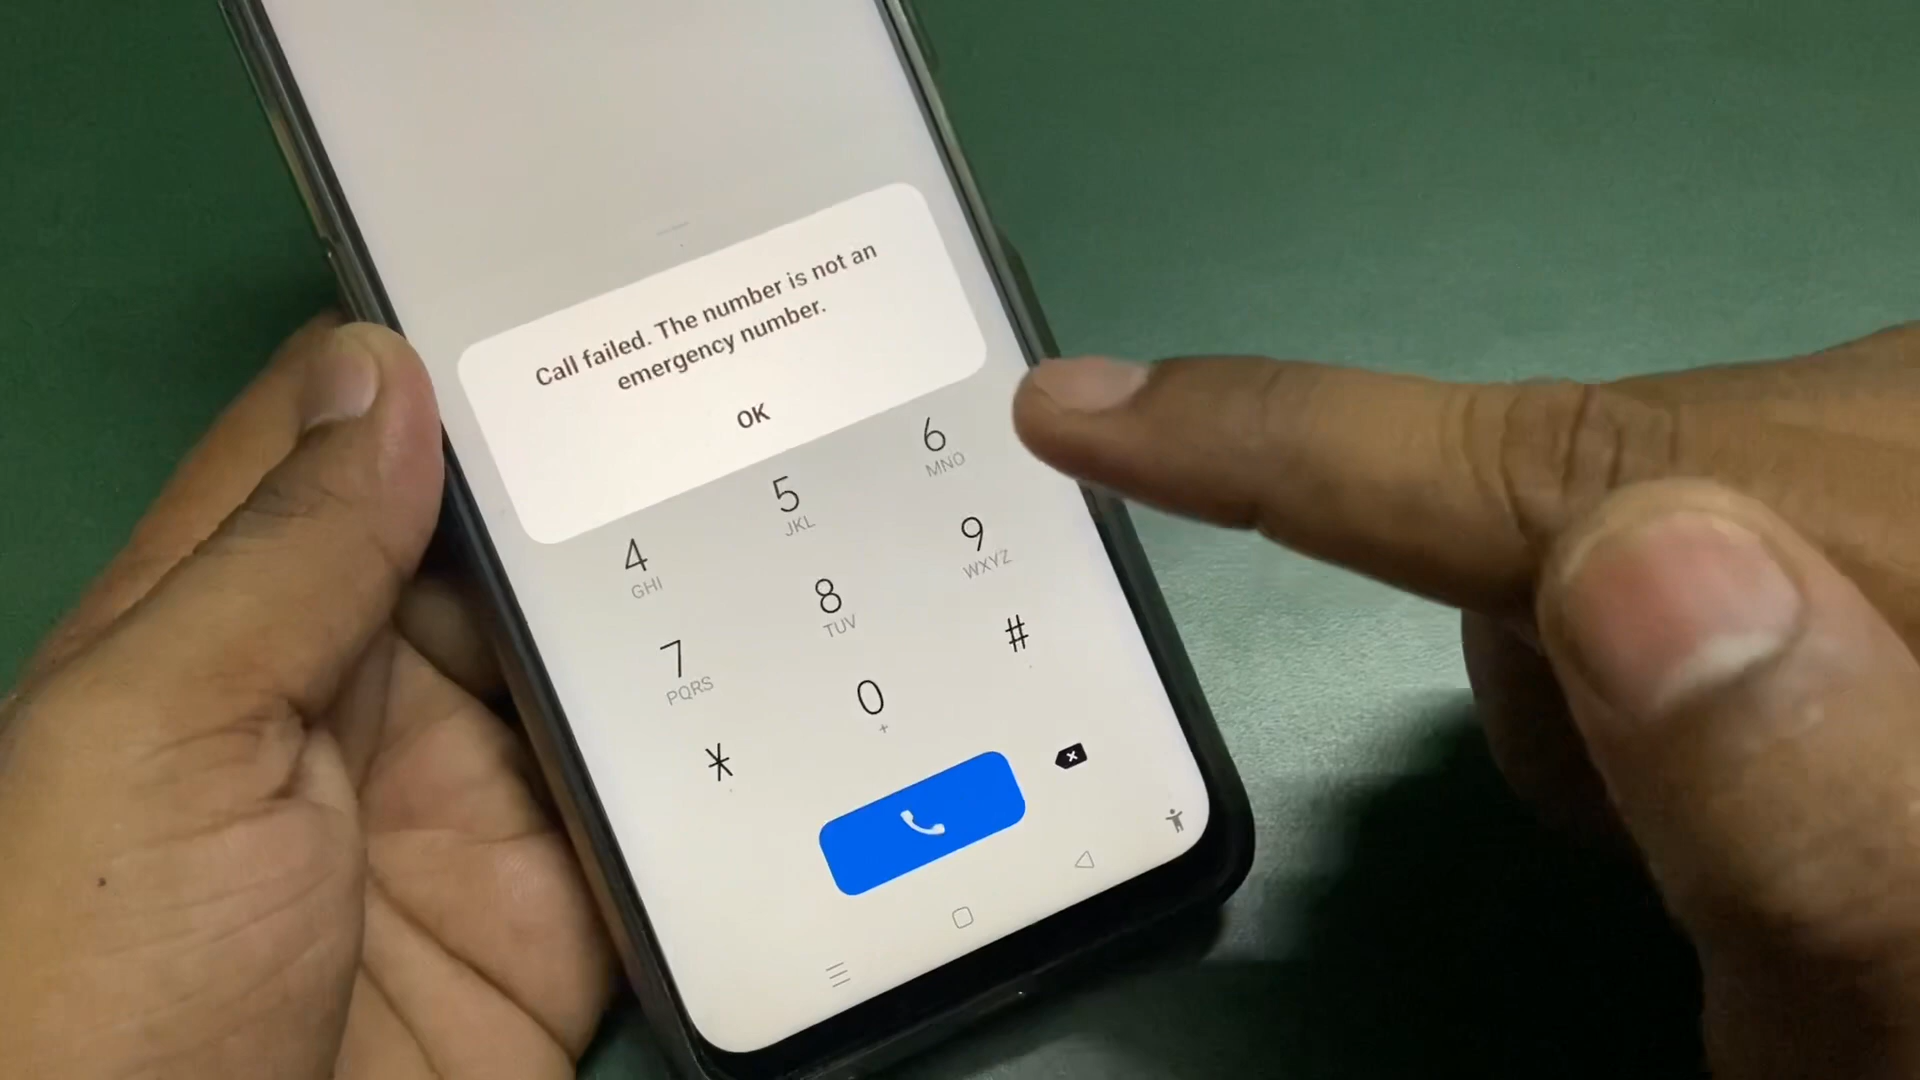 Call failed. The number is not an
emergency number.
OK
4 5 6
GHI JKL MNO
7 8 9
PQRS TUV WXYZ
* 0 #
+